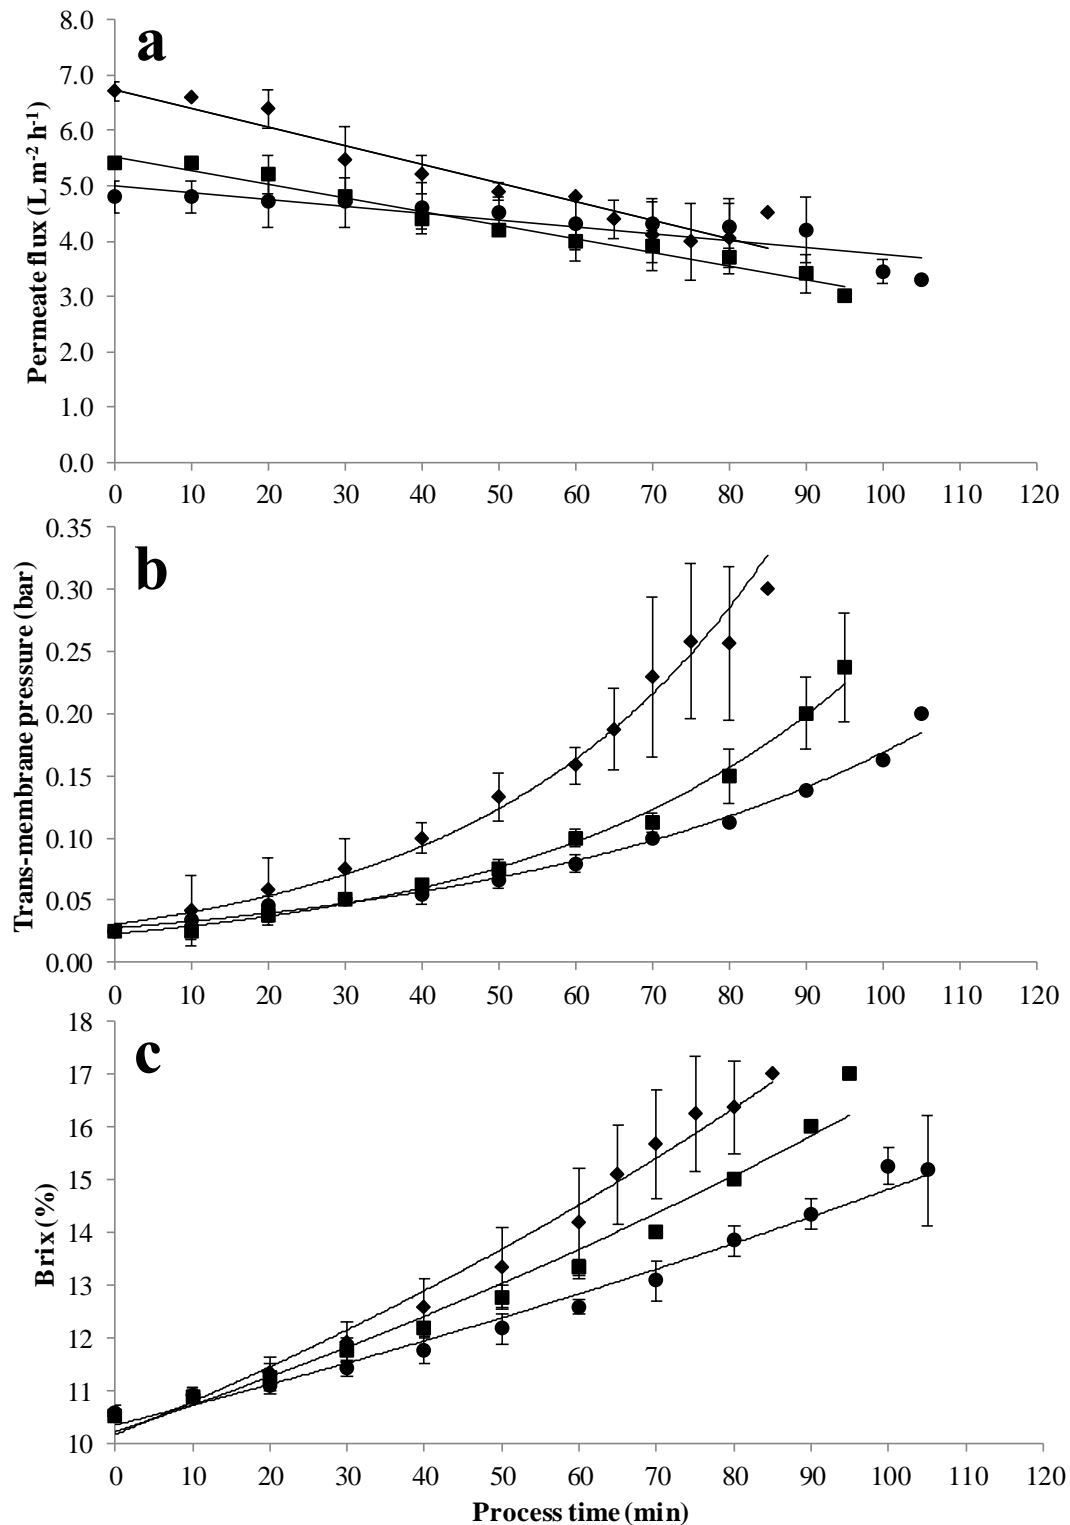 a
Permeate flux (L m⁻² h⁻¹)
8.0
7.0
6.0
5.0
4.0
3.0
2.0
1.0
0.0
0 10 20 30 40 50 60 70 80 90 100 110 120
b
Trans-membrane pressure (bar)
0.35
0.30
0.25
0.20
0.15
0.10
0.05
0.00
0 10 20 30 40 50 60 70 80 90 100 110 120
c
Brix (%)
18
17
16
15
14
13
12
11
10
0 10 20 30 40 50 60 70 80 90 100 110 120
Process time (min)